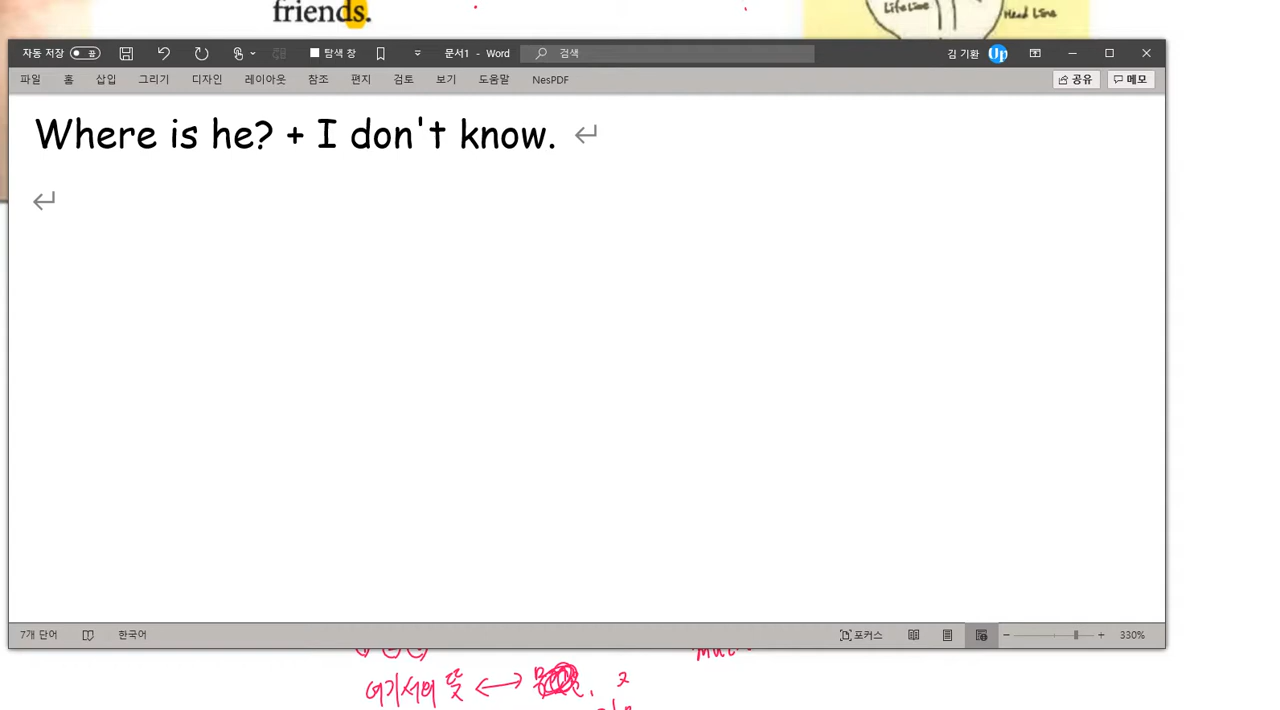 friends.
Life Line
Head Line
자동 저장
탐색 창
문서1 - Word
검색
김 기환
파일 홈 삽입 그리기 디자인 레이아웃 참조 편지 검토 보기 도움말 NesPDF
공유 메모
Where is he? + I don't know.
7개 단어 한국어
포커스
330%
여기서의 뜻